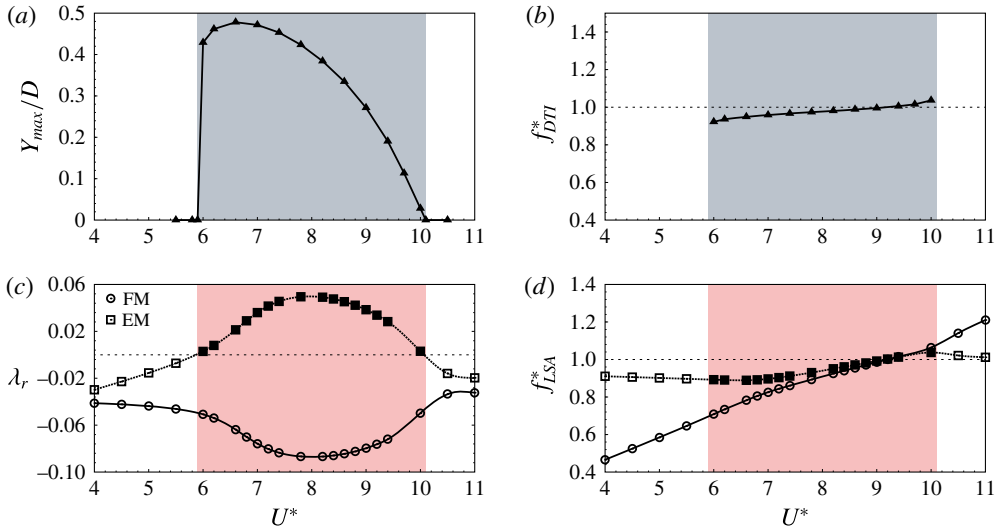 (a)
0.5
0.4
0.3
0.2
0.1
0
Y_max/D
4 5 6 7 8 9 10 11
(b)
1.4
1.2
1.0
0.8
0.6
0.4
f*_DTI
4 5 6 7 8 9 10 11
(c)
0.06
0.02
−0.02
−0.06
−0.10
λ_r
FM
EM
4 5 6 7 8 9 10 11
U*
(d)
1.4
1.2
1.0
0.8
0.6
0.4
f*_LSA
4 5 6 7 8 9 10 11
U*